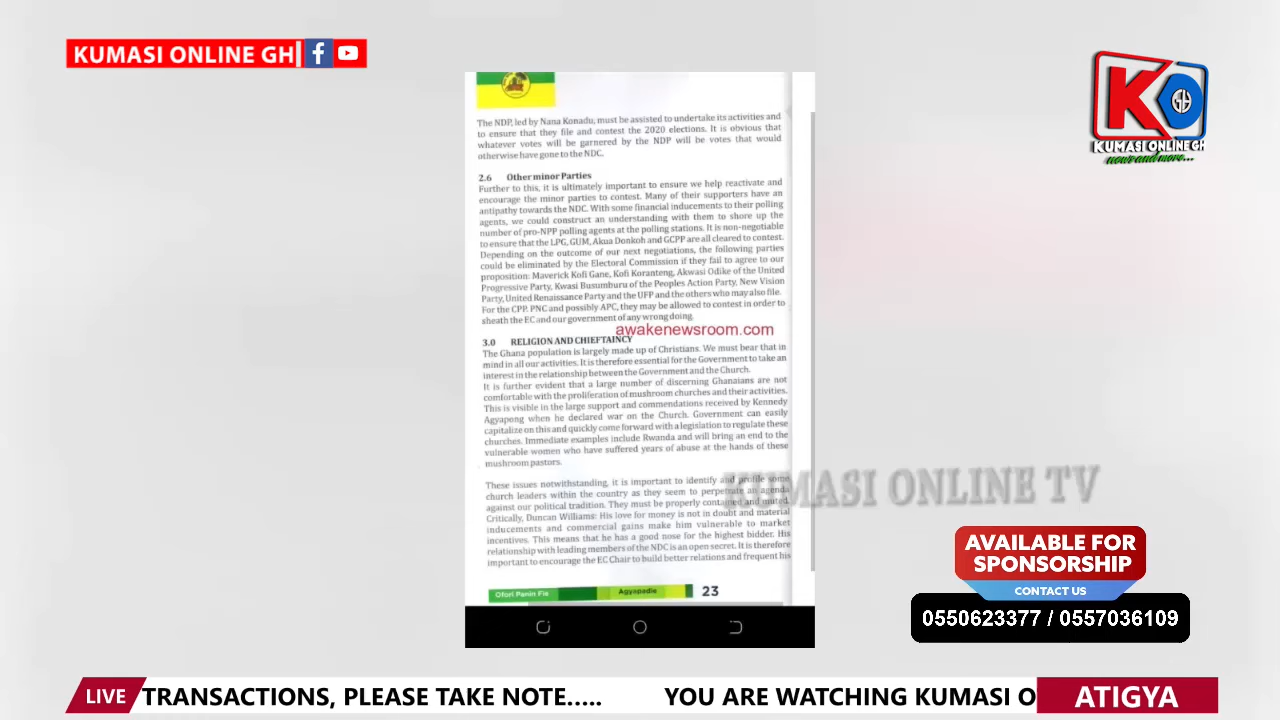 KUMASI ONLINE GH
KO
Gh
KUMASI ONLINE GH
news and more...
The NDP, led by Nana Konadu, must be assisted to undertake its activities and
to ensure that they file and contest the 2020 elections. It is obvious that
whatever votes will be garnered by the NDP will be votes that would
otherwise have gone to the NDC.
2.6 Other minor Parties
Further to this, it is ultimately important to ensure we help reactivate and
encourage the minor parties to contest. Many of their supporters have an
antipathy towards the NDC. With some financial inducements to their polling
agents, we could construct an understanding with them to shore up the
number of pro-NPP polling agents at the polling stations. It is non-negotiable
to ensure that the LPG, GUM, Akua Donkoh and GCPP are all cleared to contest.
Depending on the outcome of our next negotiations, the following parties
could be eliminated by the Electoral Commission if they fail to agree to our
proposition: Maverick Kofi Gane, Kofi Koranteng, Akwasi Odike of the United
Progressive Party, Kwasi Busumburu of the Peoples Action Party, New Vision
Party, United Renaissance Party and the UFP and the others who may also file.
For the CPP, PNC and possibly APC, they may be allowed to contest in order to
sheath the EC and our government of any wrong doing.
awakenewsroom.com
3.0 RELIGION AND CHIEFTAINCY
The Ghana population is largely made up of Christians. We must bear that in
mind in all our activities. It is therefore essential for the Government to take an
interest in the relationship between the Government and the Church.
It is further evident that a large number of discerning Ghanaians are not
comfortable with the proliferation of mushroom churches and their activities.
This is visible in the large support and commendations received by Kennedy
Agyapong when he declared war on the Church. Government can easily
capitalize on this and quickly come forward with a legislation to regulate these
churches. Immediate examples include Rwanda and will bring an end to the
vulnerable women who have suffered years of abuse at the hands of these
mushroom pastors.
These issues notwithstanding, it is important to identify and profile some
church leaders within the country as they seem to perpetrate an agenda
against our political tradition. They must be properly contained and muted.
Critically, Duncan Williams: His love for money is not in doubt and material
inducements and commercial gains make him vulnerable to market
incentives. This means that he has a good nose for the highest bidder. His
relationship with leading members of the NDC is an open secret. It is therefore
important to encourage the EC Chair to build better relations and frequent his
Ofori Panin Fie Agyapadie 23
KUMASI ONLINE TV
AVAILABLE FOR
SPONSORSHIP
CONTACT US
0550623377 / 0557036109
LIVE TRANSACTIONS, PLEASE TAKE NOTE..... YOU ARE WATCHING KUMASI O ATIGYA